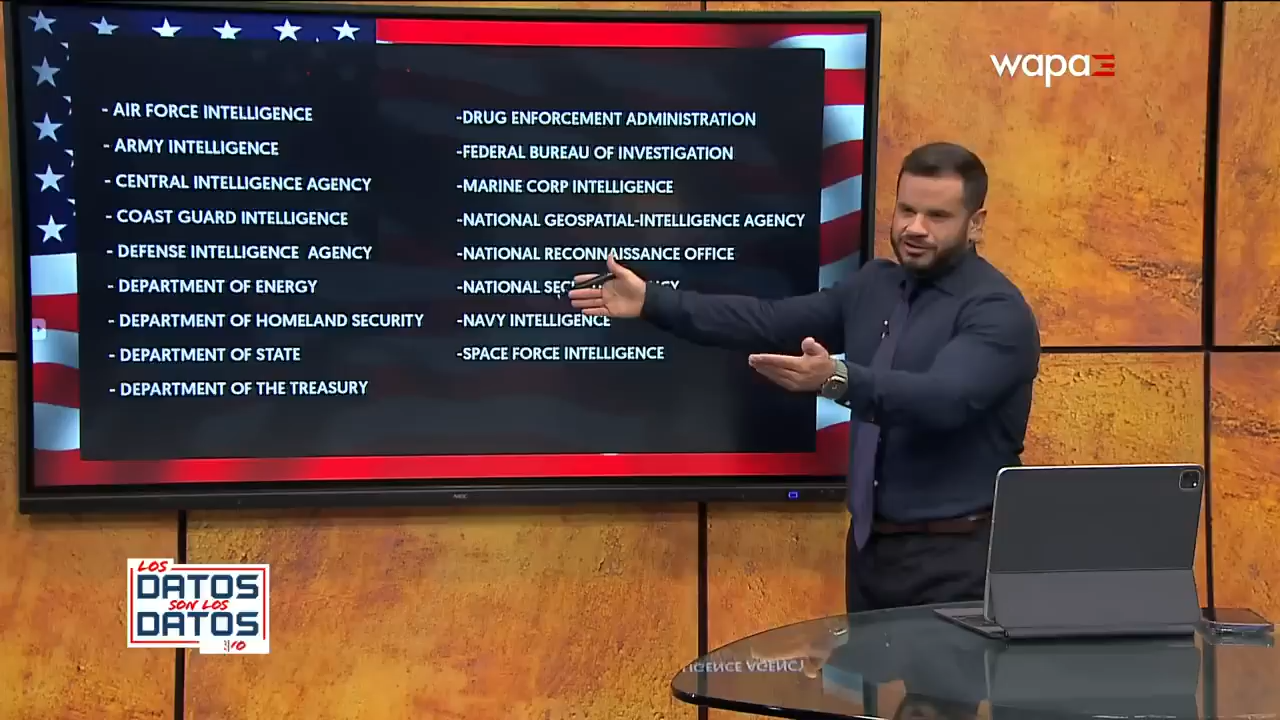 wapa
- AIR FORCE INTELLIGENCE
- ARMY INTELLIGENCE
- CENTRAL INTELLIGENCE AGENCY
- COAST GUARD INTELLIGENCE
- DEFENSE INTELLIGENCE AGENCY
- DEPARTMENT OF ENERGY
- DEPARTMENT OF HOMELAND SECURITY
- DEPARTMENT OF STATE
- DEPARTMENT OF THE TREASURY
-DRUG ENFORCEMENT ADMINISTRATION
-FEDERAL BUREAU OF INVESTIGATION
-MARINE CORP INTELLIGENCE
-NATIONAL GEOSPATIAL-INTELLIGENCE AGENCY
-NATIONAL RECONNAISSANCE OFFICE
-NATIONAL
-NAVY INTELLIGENCE
-SPACE FORCE INTELLIGENCE
NEC
LOS
DATOS
SON LOS
DATOS